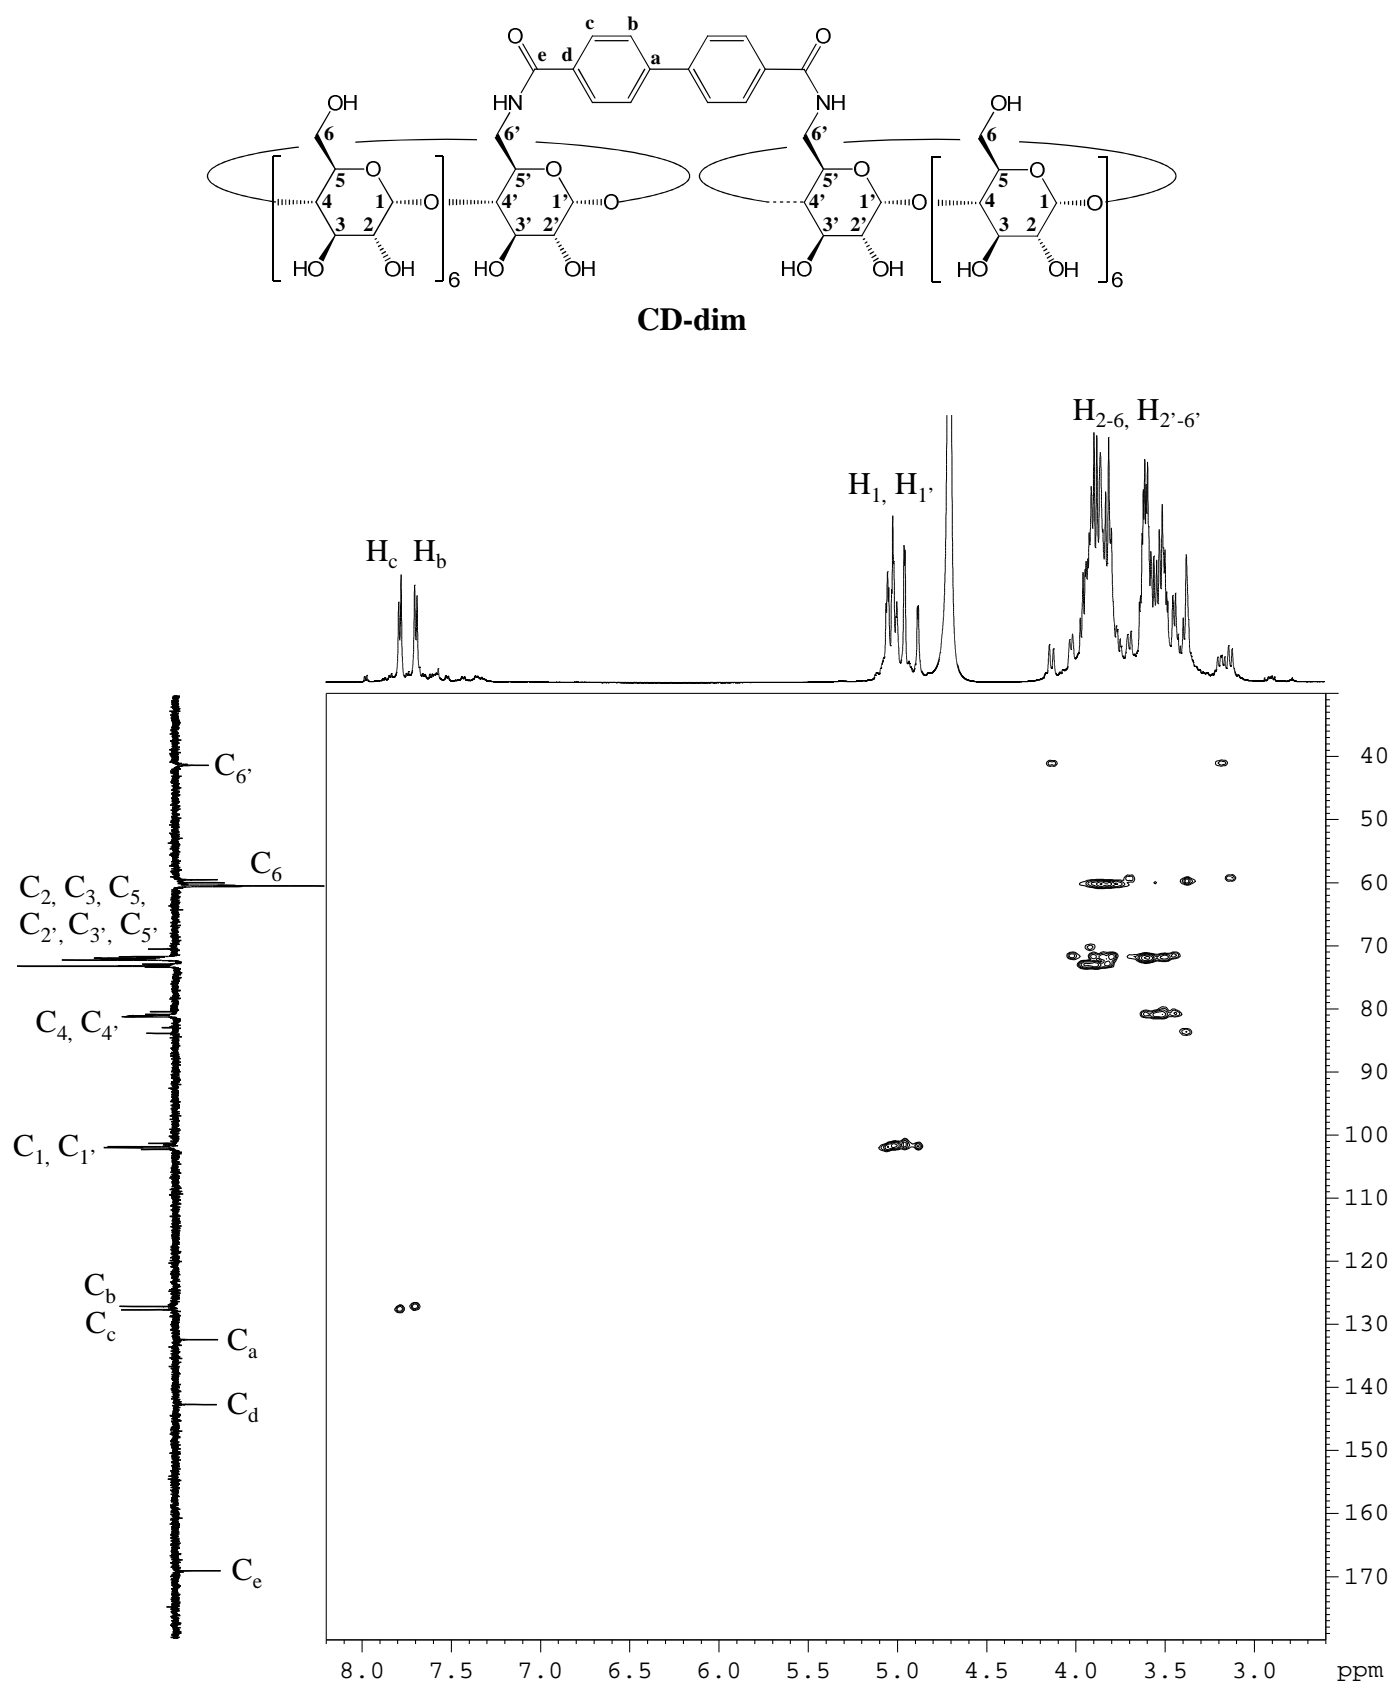 c b
O e d a O
OH HN NH OH
6 6' 6' 6
5 O 5' O 5' O 5 O
4 1 O 4' 1' O 4' 1' O 4 1 O
3 2 3' 2' 3' 2' 3 2
HO OH 6 HO OH HO OH HO OH 6
CD-dim
H2-6, H2'-6'
H1, H1'
Hc Hb
C6'
C6
C2, C3, C5,
C2', C3', C5'
C4, C4'
C1, C1'
Cb
Cc
Ca
Cd
Ce
40
50
60
70
80
90
100
110
120
130
140
150
160
170
8.0 7.5 7.0 6.5 6.0 5.5 5.0 4.5 4.0 3.5 3.0 ppm